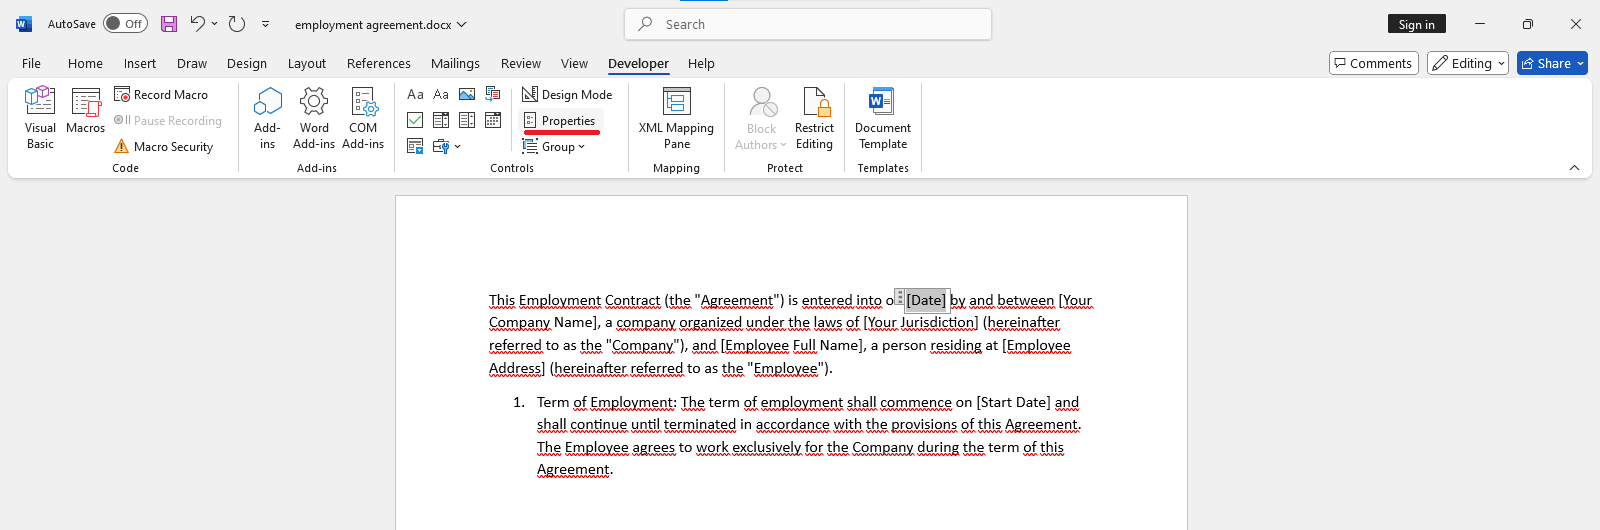 AutoSave Off employment agreement.docx Search Sign in
File Home Insert Draw Design Layout References Mailings Review View Developer Help Comments Editing Share
Visual Basic
Macros
Record Macro
Pause Recording
Macro Security
Code
Add-ins
Word Add-ins
COM Add-ins
Add-ins
Aa Aa
Design Mode
Properties
Group
Controls
XML Mapping Pane
Mapping
Block Authors
Restrict Editing
Protect
Document Template
Templates
This Employment Contract (the "Agreement") is entered into o [Date] by and between [Your
Company Name], a company organized under the laws of [Your Jurisdiction] (hereinafter
referred to as the "Company"), and [Employee Full Name], a person residing at [Employee
Address] (hereinafter referred to as the "Employee").
1. Term of Employment: The term of employment shall commence on [Start Date] and
shall continue until terminated in accordance with the provisions of this Agreement.
The Employee agrees to work exclusively for the Company during the term of this
Agreement.